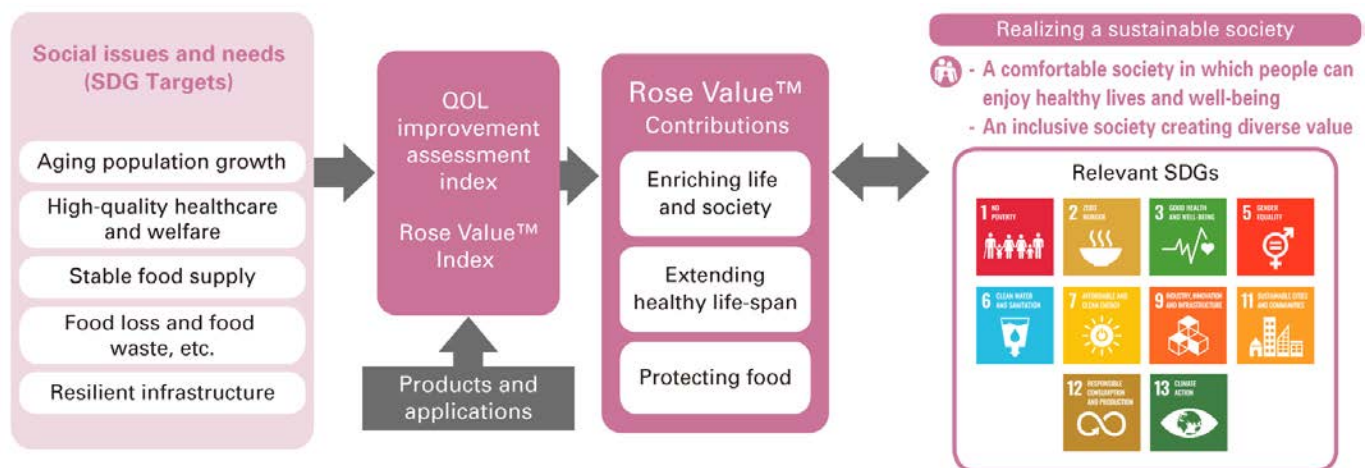 Social issues and needs
(SDG Targets)
Aging population growth
High-quality healthcare
and welfare
Stable food supply
Food loss and food
waste, etc.
Resilient infrastructure
QOL
improvement
assessment
index
Rose Value™
Index
Products and
applications
Rose Value™
Contributions
Enriching life
and society
Extending
healthy life-span
Protecting food
Realizing a sustainable society
- A comfortable society in which people can
enjoy healthy lives and well-being
- An inclusive society creating diverse value
Relevant SDGs
1 NO
POVERTY
2 ZERO
HUNGER
3 GOOD HEALTH
AND WELL-BEING
5 GENDER
EQUALITY
6 CLEAN WATER
AND SANITATION
7 AFFORDABLE AND
CLEAN ENERGY
9 INDUSTRY, INNOVATION
AND INFRASTRUCTURE
11 SUSTAINABLE CITIES
AND COMMUNITIES
12 RESPONSIBLE
CONSUMPTION
AND PRODUCTION
13 CLIMATE
ACTION